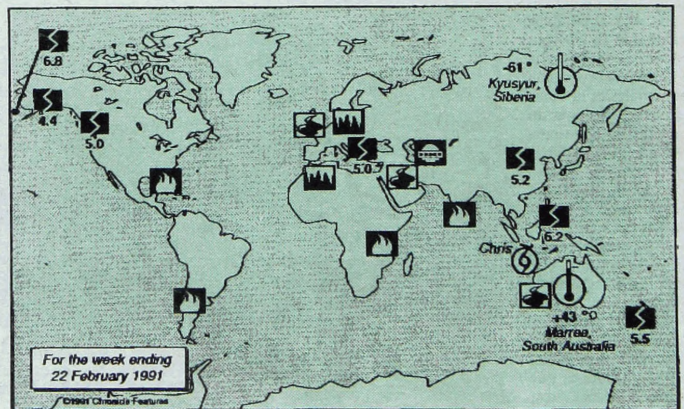 6.8
-61°
Kyusyur,
Siberia
4.4
5.0
5.0
5.2
6.2
Chris
+43 °c
Marree,
South Australia
5.5
For the week ending
22 February 1991
©1991 Chronicle Features